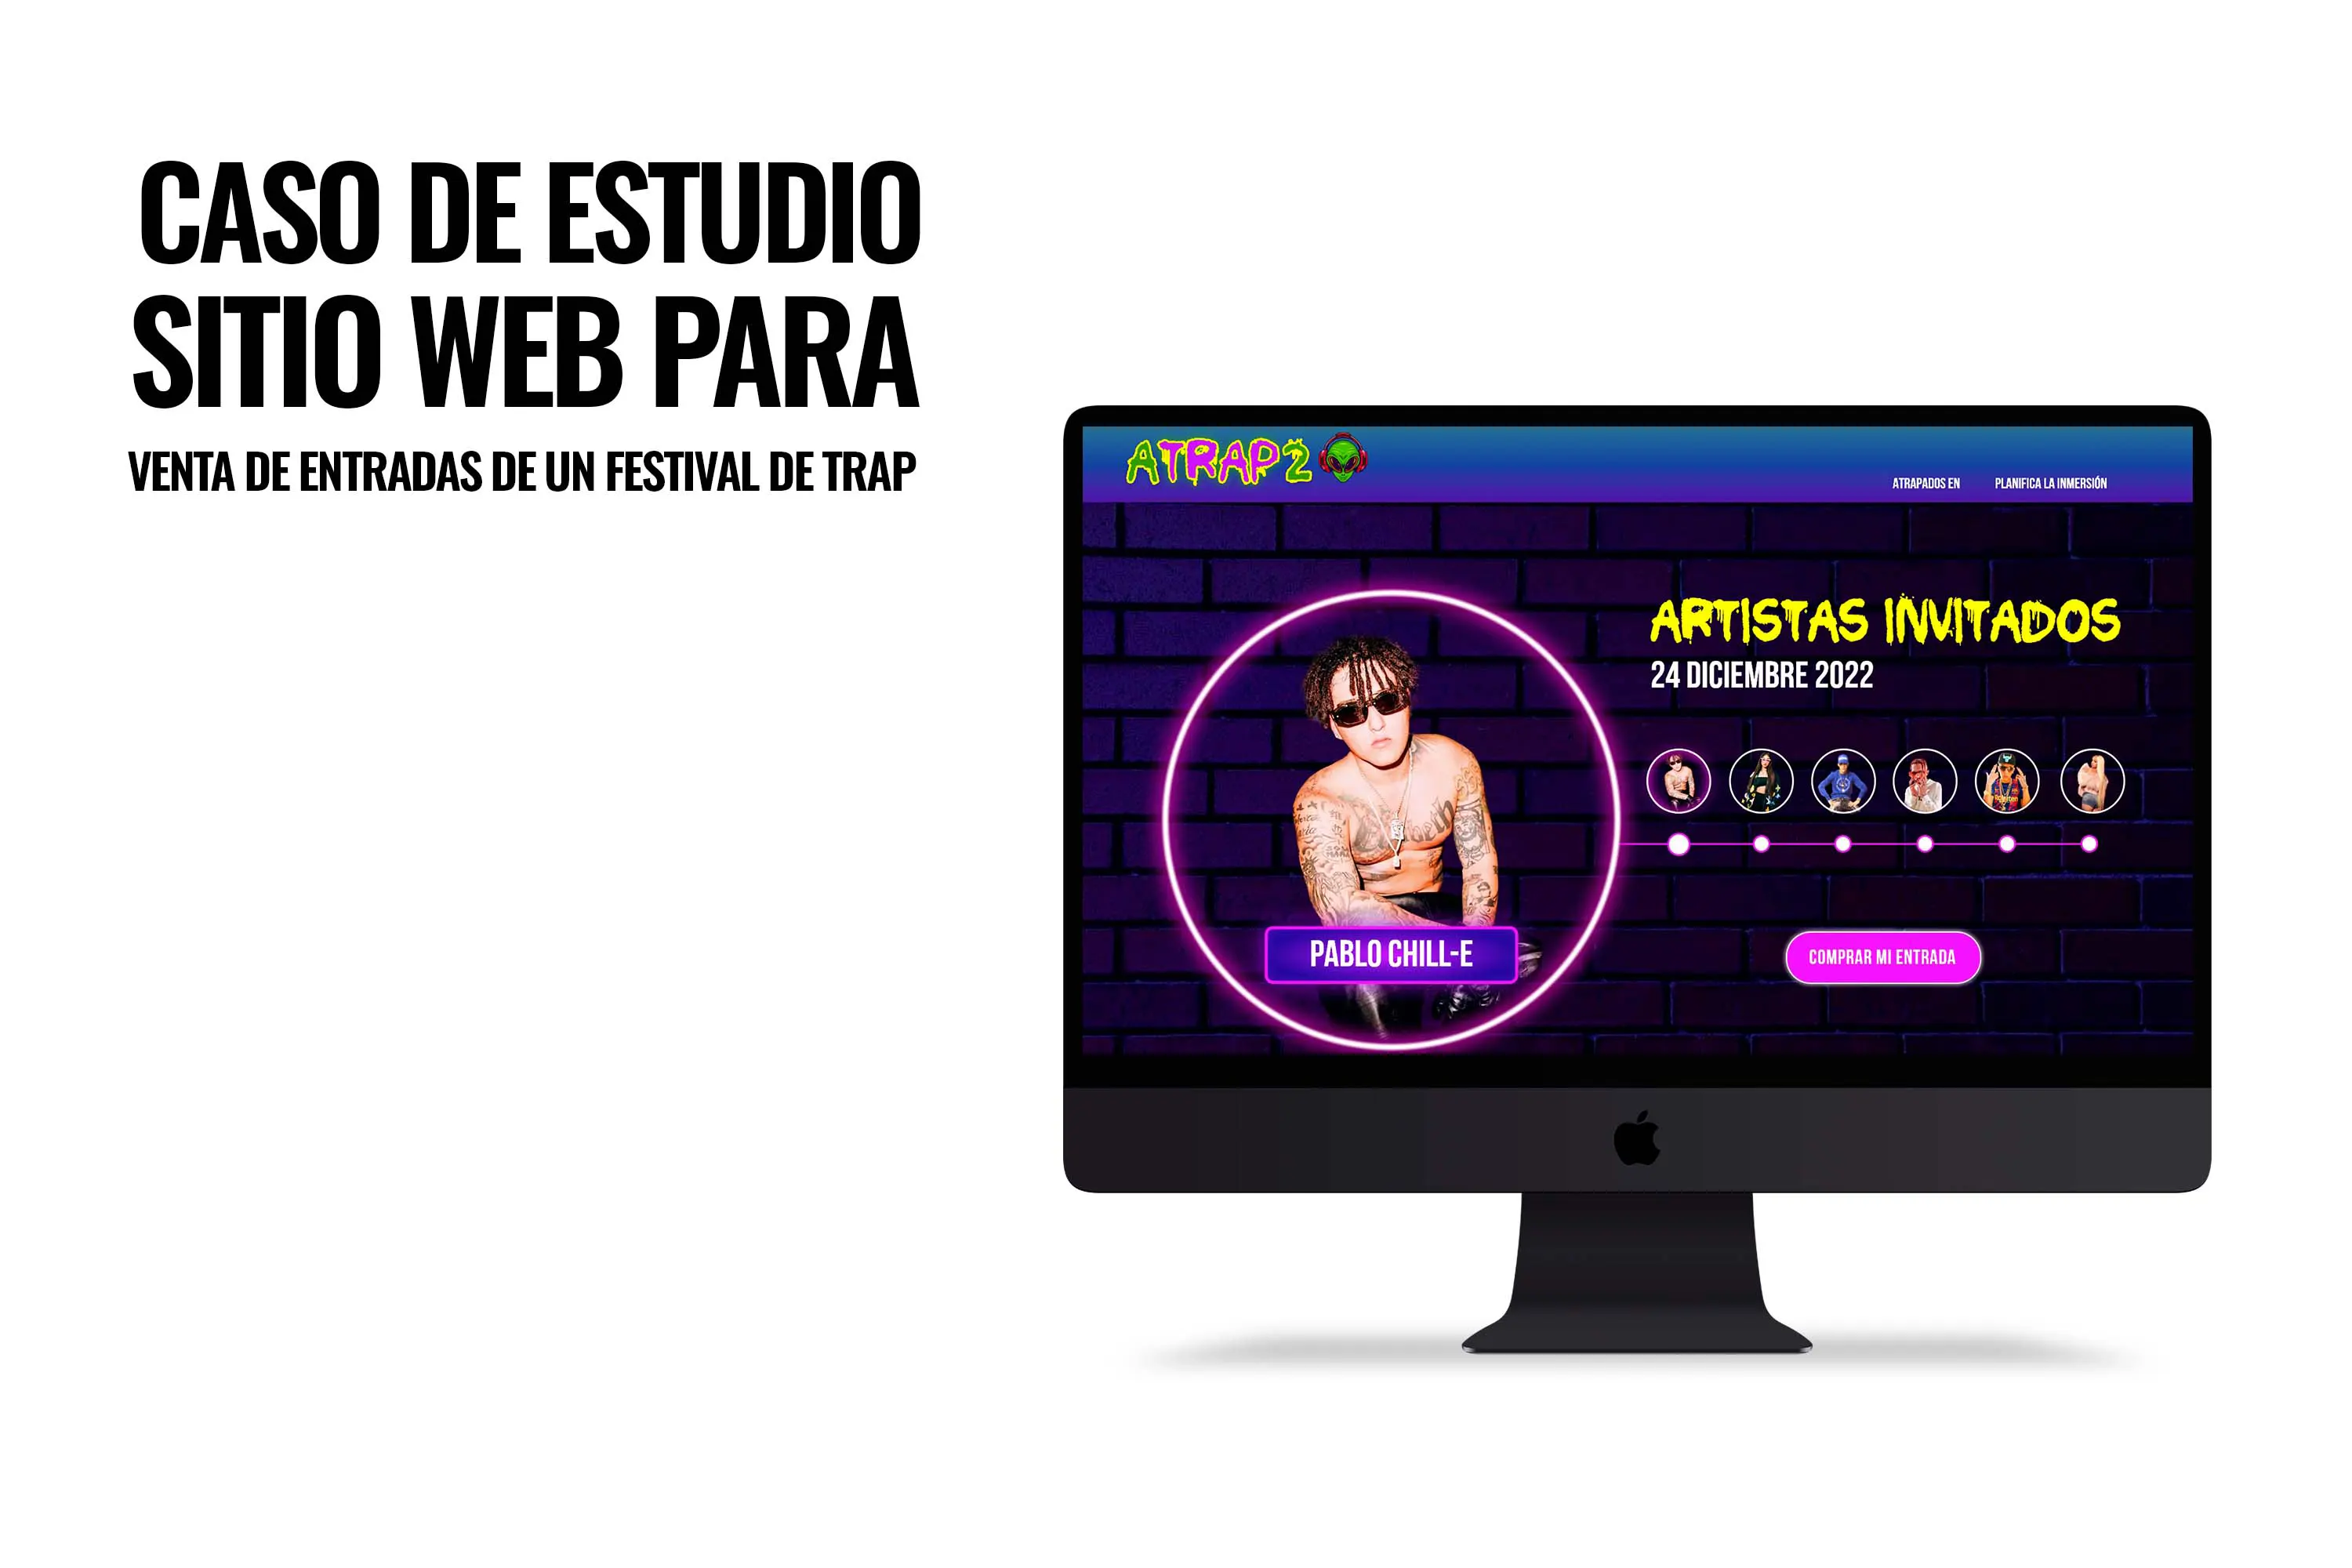 CASO DE ESTUDIO
SITIO WEB PARA
VENTA DE ENTRADAS DE UN FESTIVAL DE TRAP
ATRAP2
ATRAPADOS EN
PLANIFICA LA INMERSIÓN
ARTISTAS INVITADOS
24 DICIEMBRE 2022
PABLO CHILL-E
COMPRAR MI ENTRADA